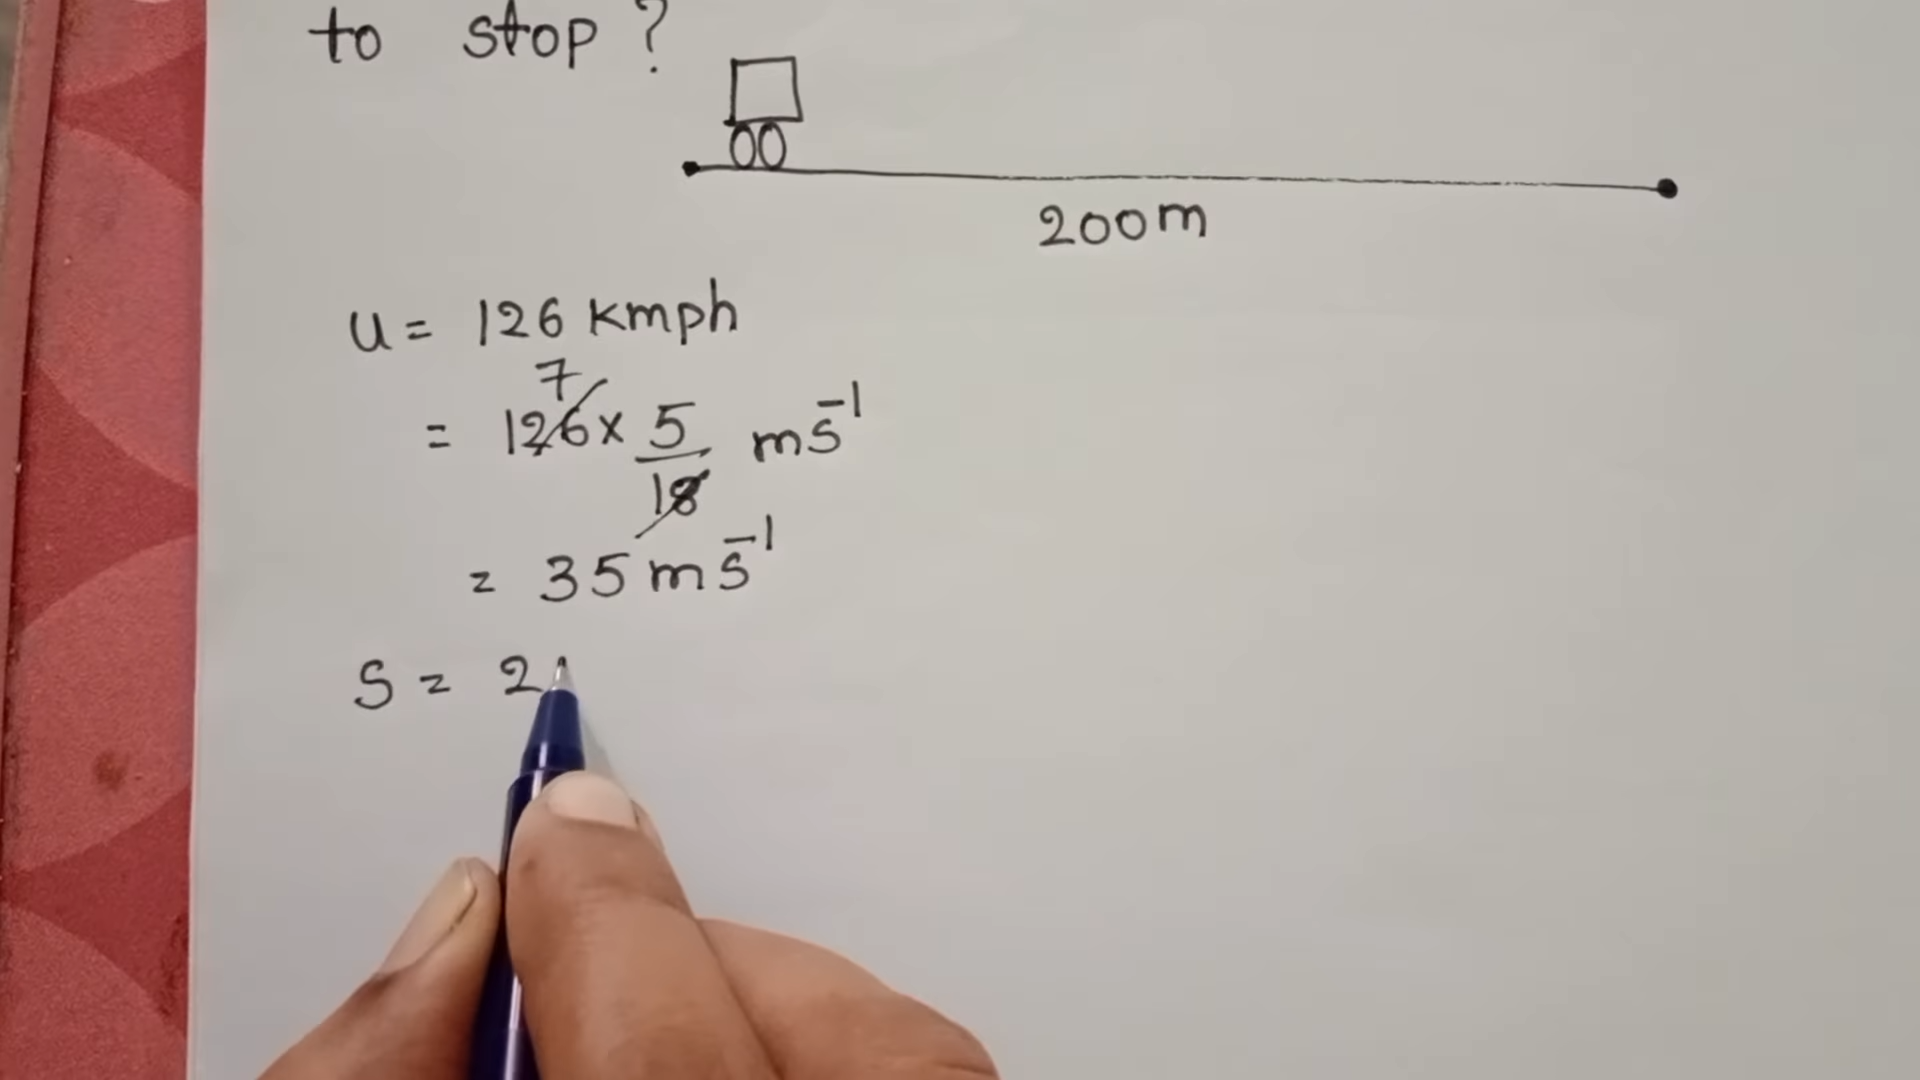 to stop ?
200m
u = 126 kmph
7
= 126 x 5/18 ms⁻¹
= 35 ms⁻¹
S = 2